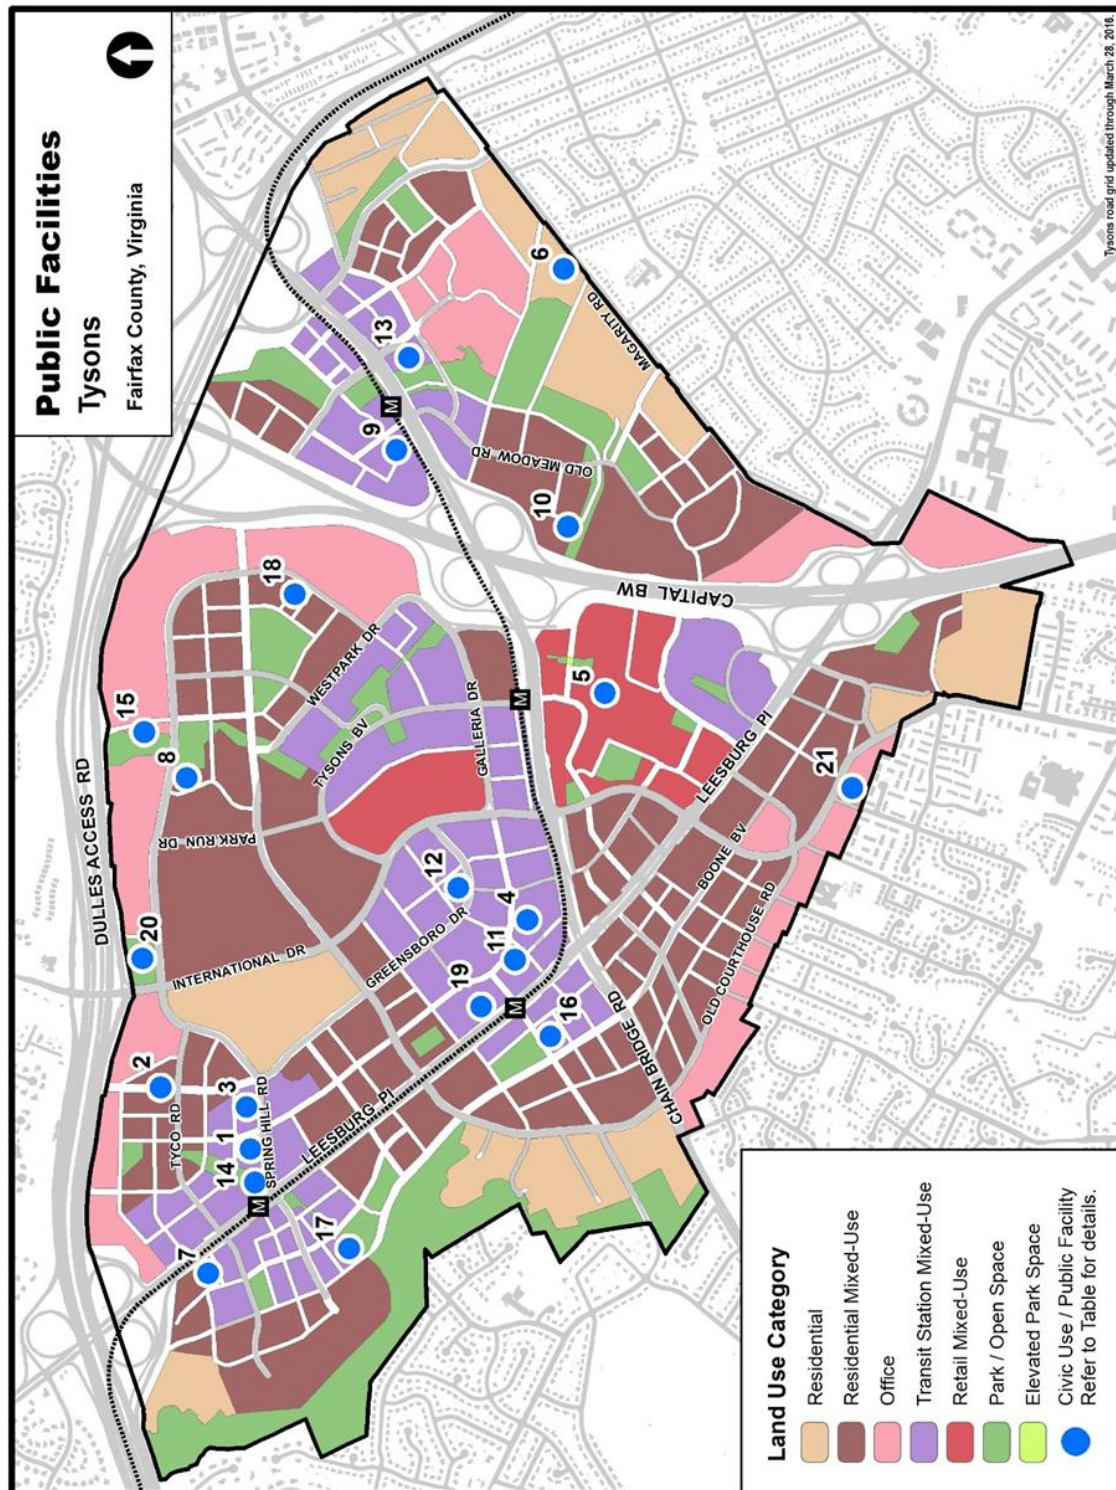 Public Facilities
Tysons
Fairfax County, Virginia
DULLES ACCESS RD
15
8
18
20
2
3
1
14
7
17
12
4
11
19
16
5
9
13
6
10
21
INTERNATIONAL DR
PARK RUN DR
WESTPARK DR
TYSONS BV
GALLERIA DR
GREENSBORO DR
TYCO RD
SPRING HILL RD
LEESBURG PI
M
M
M
M
OLD MEADOW RD
MAGARITY RD
CAPITAL BW
LEESBURG PI
BOONE BV
OLD COURTHOUSE RD
CHAIN BRIDGE RD
Land Use Category
Residential
Residential Mixed-Use
Office
Transit Station Mixed-Use
Retail Mixed-Use
Park / Open Space
Elevated Park Space
Civic Use / Public Facility
Refer to Table for details.
Tysons road grid updated through March 28, 2016.